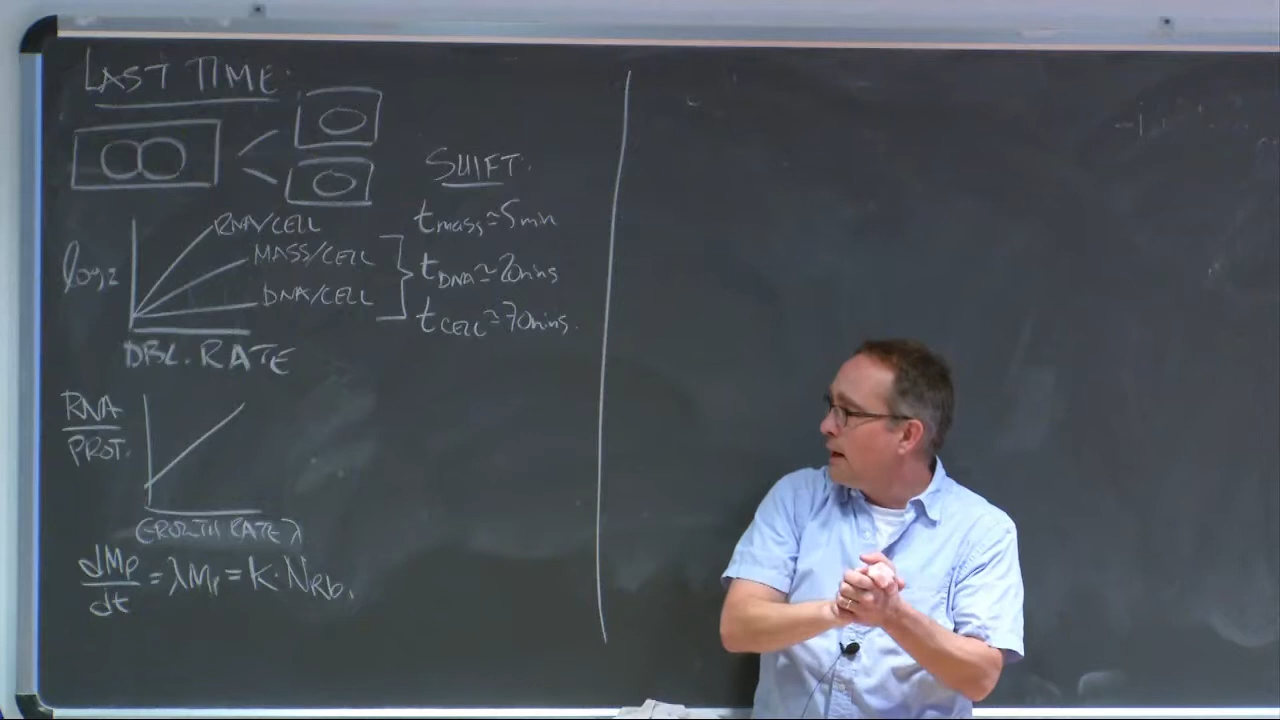 LAST TIME:
log2
RNA/CELL
MASS/CELL
DNA/CELL
DBL. RATE
SHIFT:
tmass≃5min
tDNA≃20mins
tCELL≃70mins.
RNA
PROT.
GROWTH RATE λ
dMp
dt
=λMp=K·NRb.